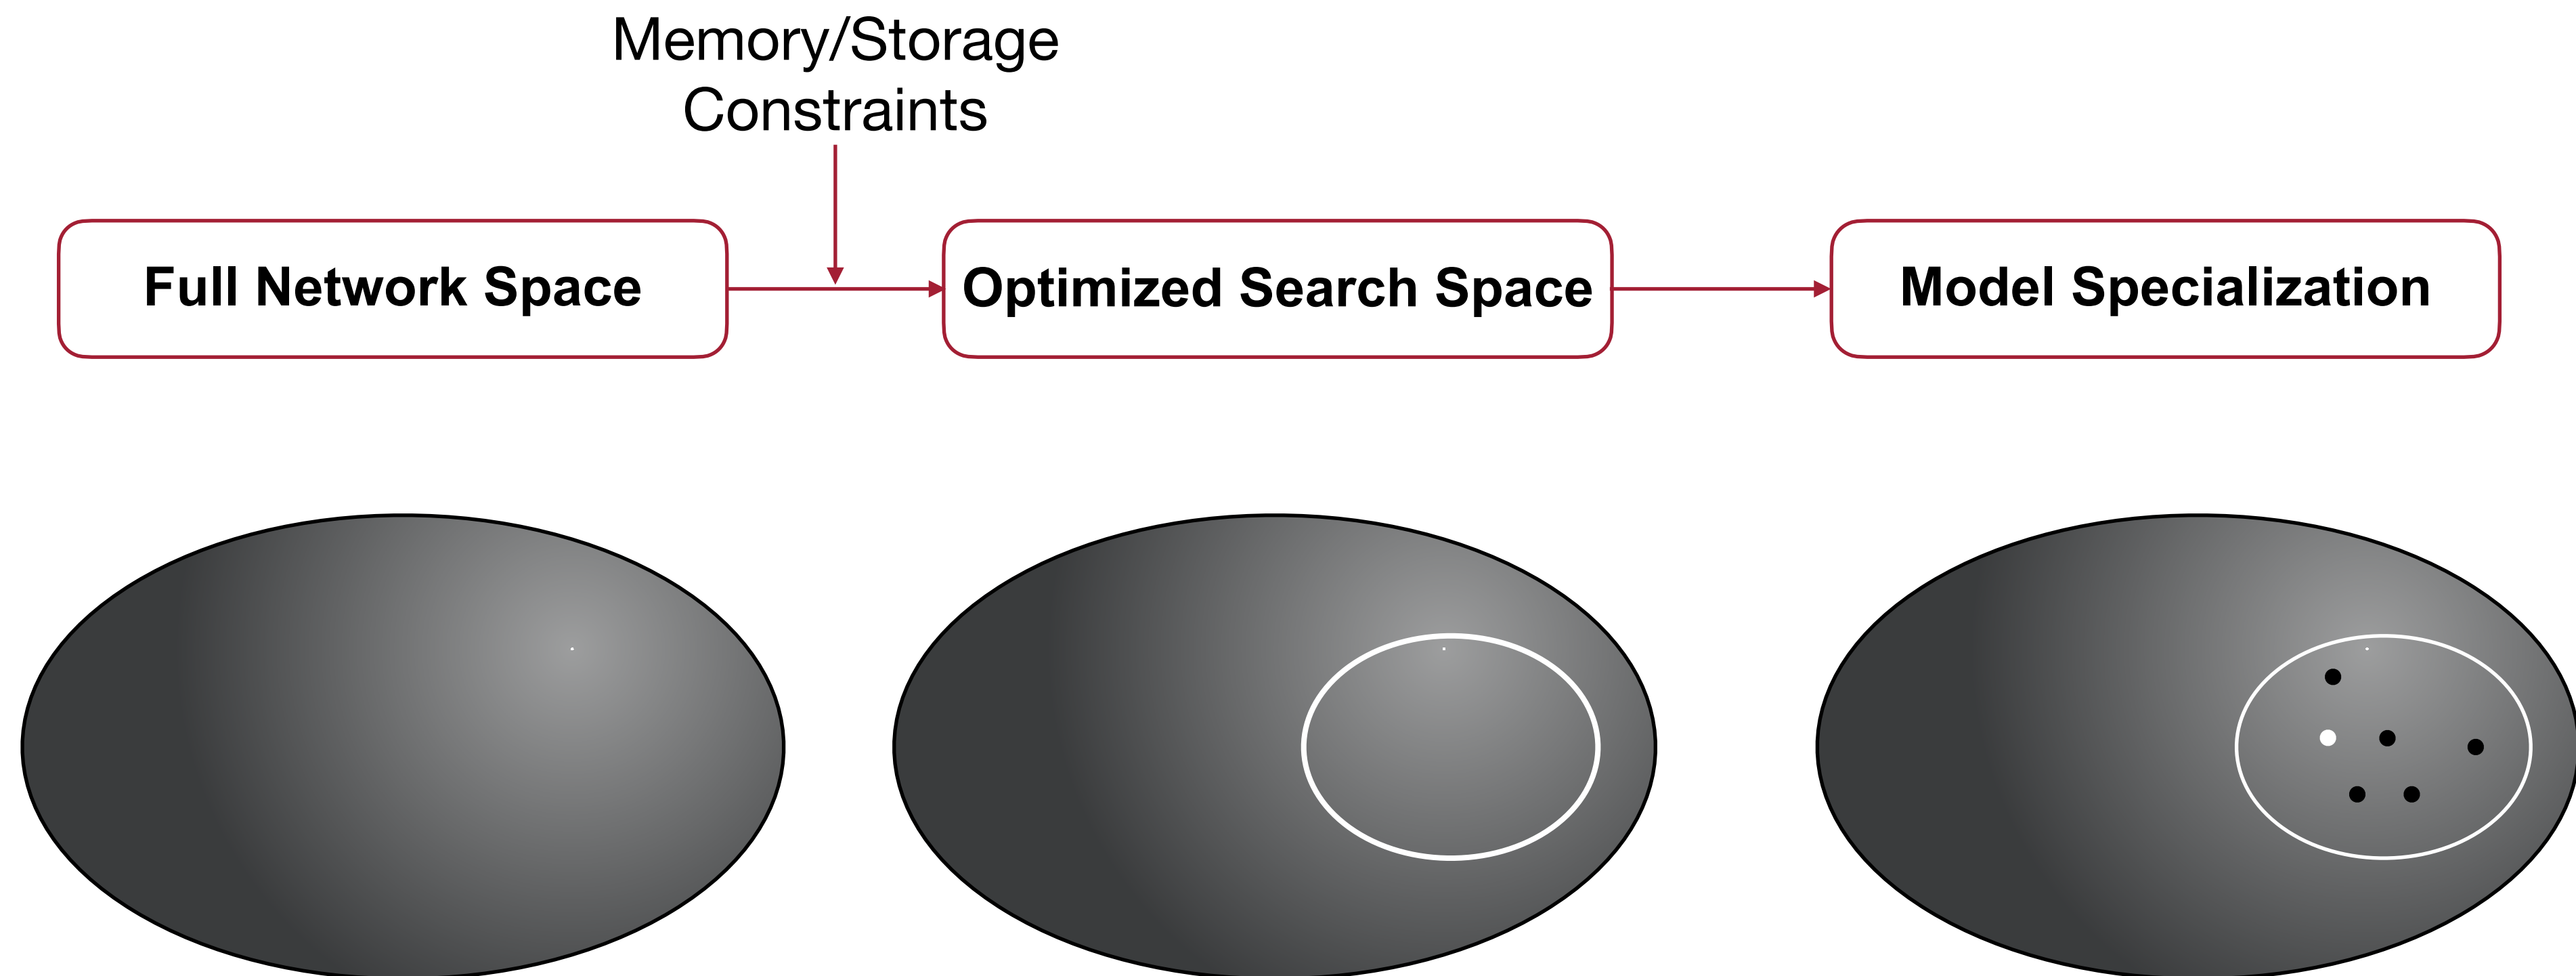 Memory/Storage
Constraints
Full Network Space
Optimized Search Space
Model Specialization